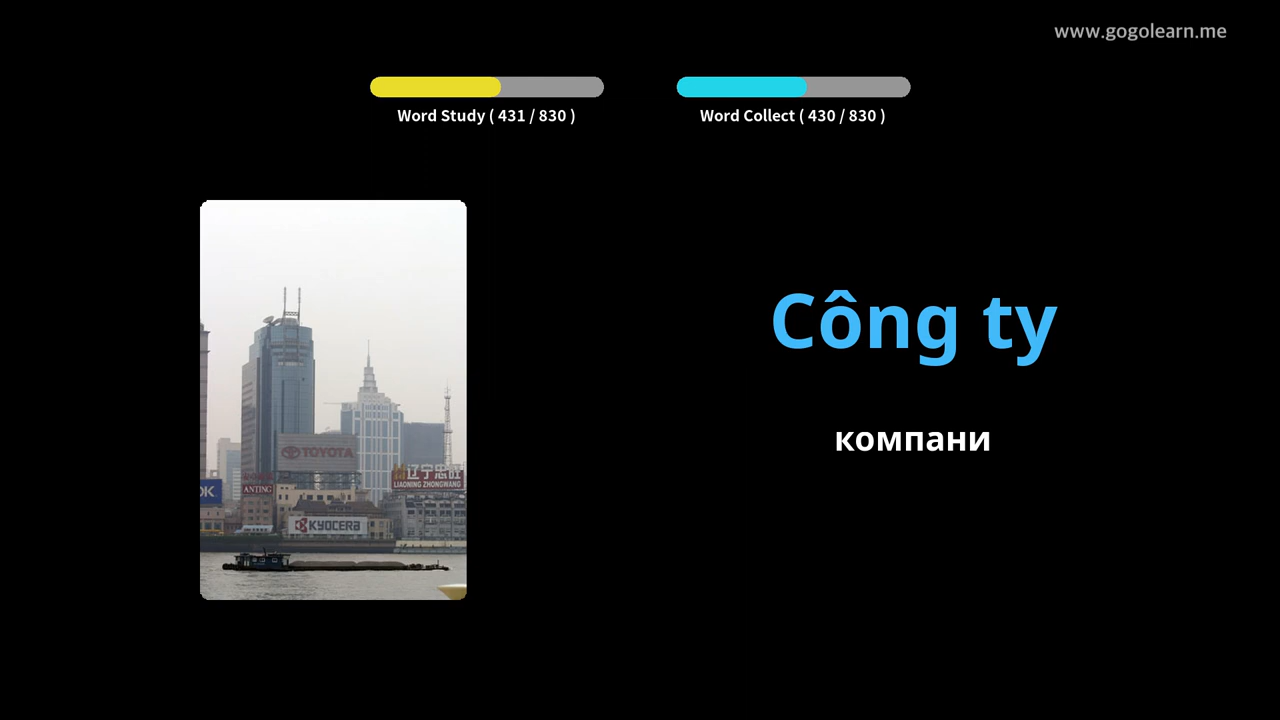 www.gogolearn.me
Word Study ( 431 / 830 )
Word Collect ( 430 / 830 )
Công ty
компани
TOYOTA
辽宁忠旺
LIAONING ZHONGWANG
ANTING
KYOCERA